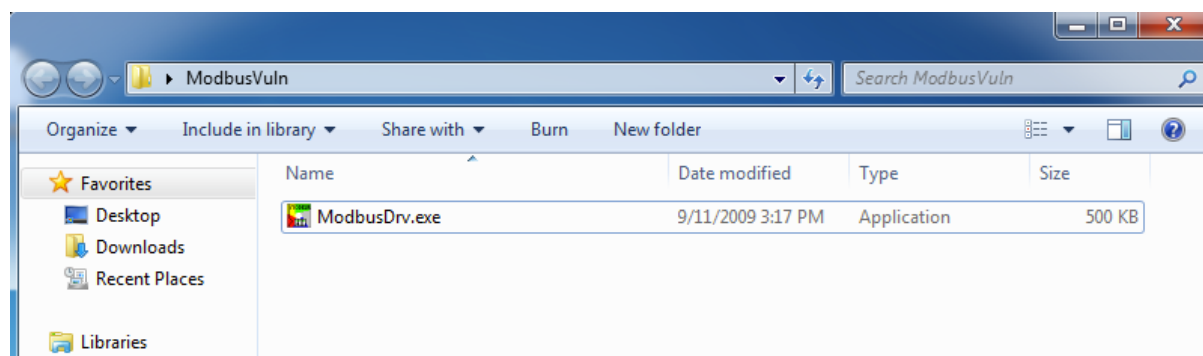 ModbusVuln
Search ModbusVuln
Organize Include in library Share with Burn New folder
Favorites
Desktop
Downloads
Recent Places
Libraries
Name Date modified Type Size
ModbusDrv.exe 9/11/2009 3:17 PM Application 500 KB